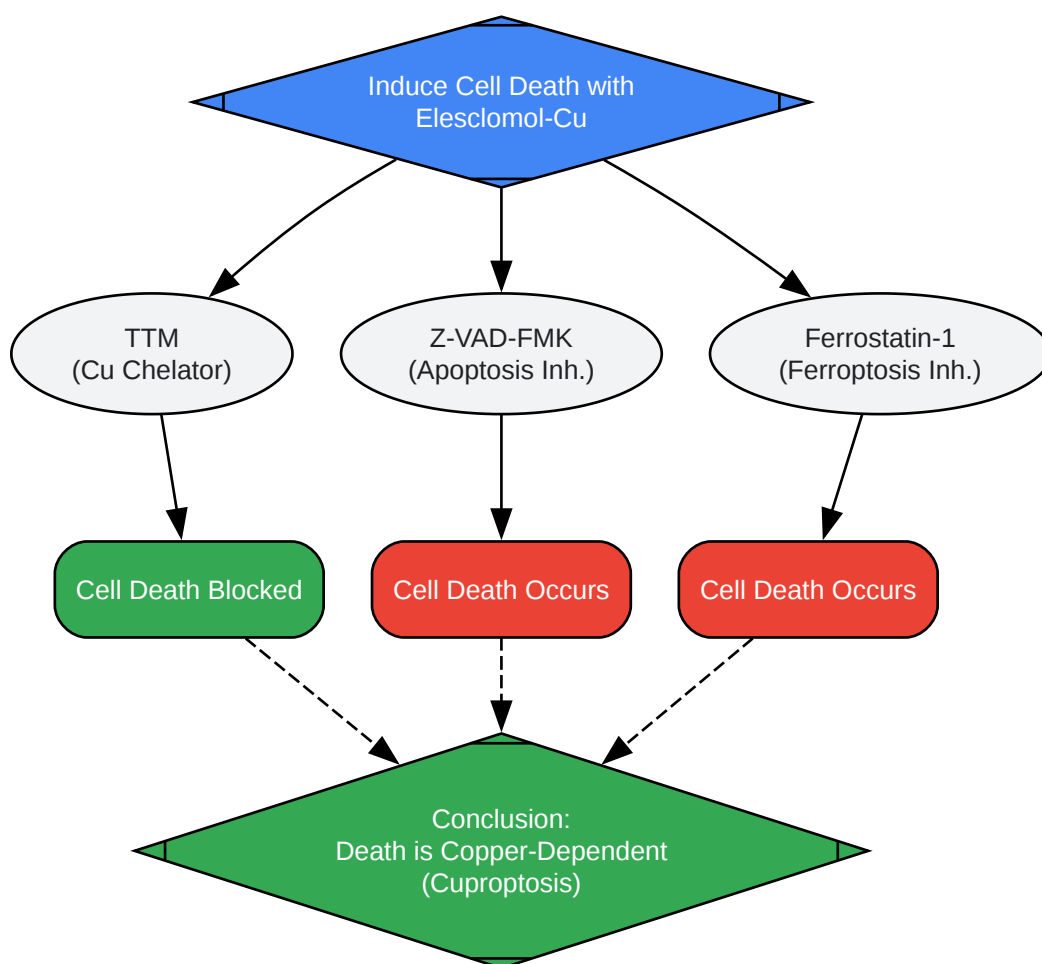 Induce Cell Death with
Elesclomol-Cu
TTM
(Cu Chelator)
Z-VAD-FMK
(Apoptosis Inh.)
Ferrostatin-1
(Ferroptosis Inh.)
Cell Death Blocked
Cell Death Occurs
Cell Death Occurs
Conclusion:
Death is Copper-Dependent
(Cuproptosis)